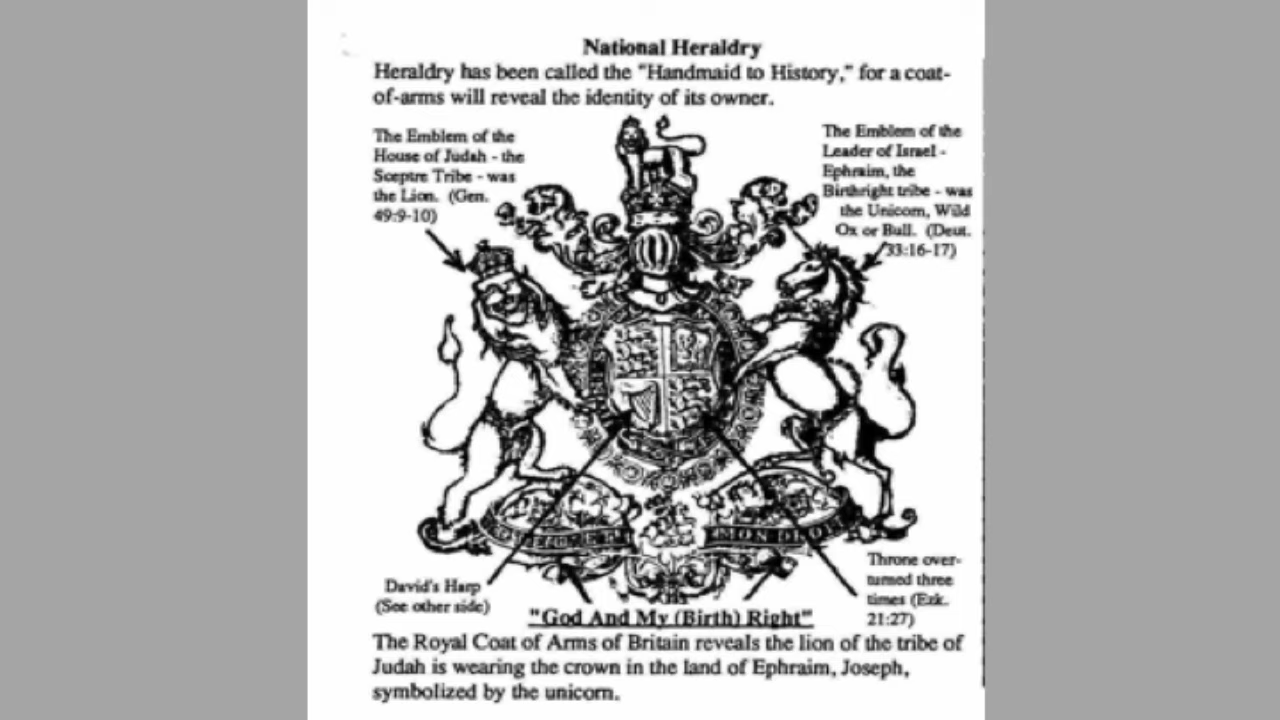 National Heraldry
Heraldry has been called the "Handmaid to History," for a coat-
of-arms will reveal the identity of its owner.
The Emblem of the
House of Judah - the
Sceptre Tribe - was
the Lion. (Gen.
49:9-10)
The Emblem of the
Leader of Israel -
Ephraim, the
Birthright tribe - was
the Unicorn, Wild
Ox or Bull. (Deut.
33:16-17)
MON DROIT
David's Harp
(See other side)
Throne over-
turned three
times (Ezk.
21:27)
"God And My (Birth) Right"
The Royal Coat of Arms of Britain reveals the lion of the tribe of
Judah is wearing the crown in the land of Ephraim, Joseph,
symbolized by the unicorn.